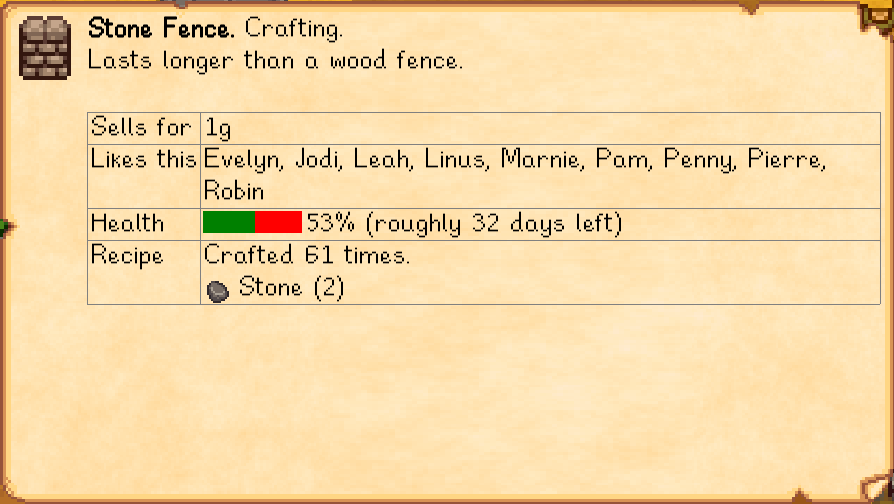 Stone Fence. Crafting.
Lasts longer than a wood fence.
Sells for 1g
Likes this Evelyn, Jodi, Leah, Linus, Marnie, Pam, Penny, Pierre,
Robin
Health 53% (roughly 32 days left)
Recipe Crafted 61 times.
Stone (2)